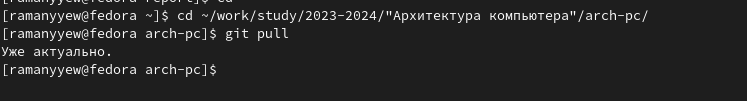 [ramanyyew@fedora ~]$ cd ~/work/study/2023-2024/"Архитектура компьютера"/arch-pc/
[ramanyyew@fedora arch-pc]$ git pull
Уже актуально.
[ramanyyew@fedora arch-pc]$